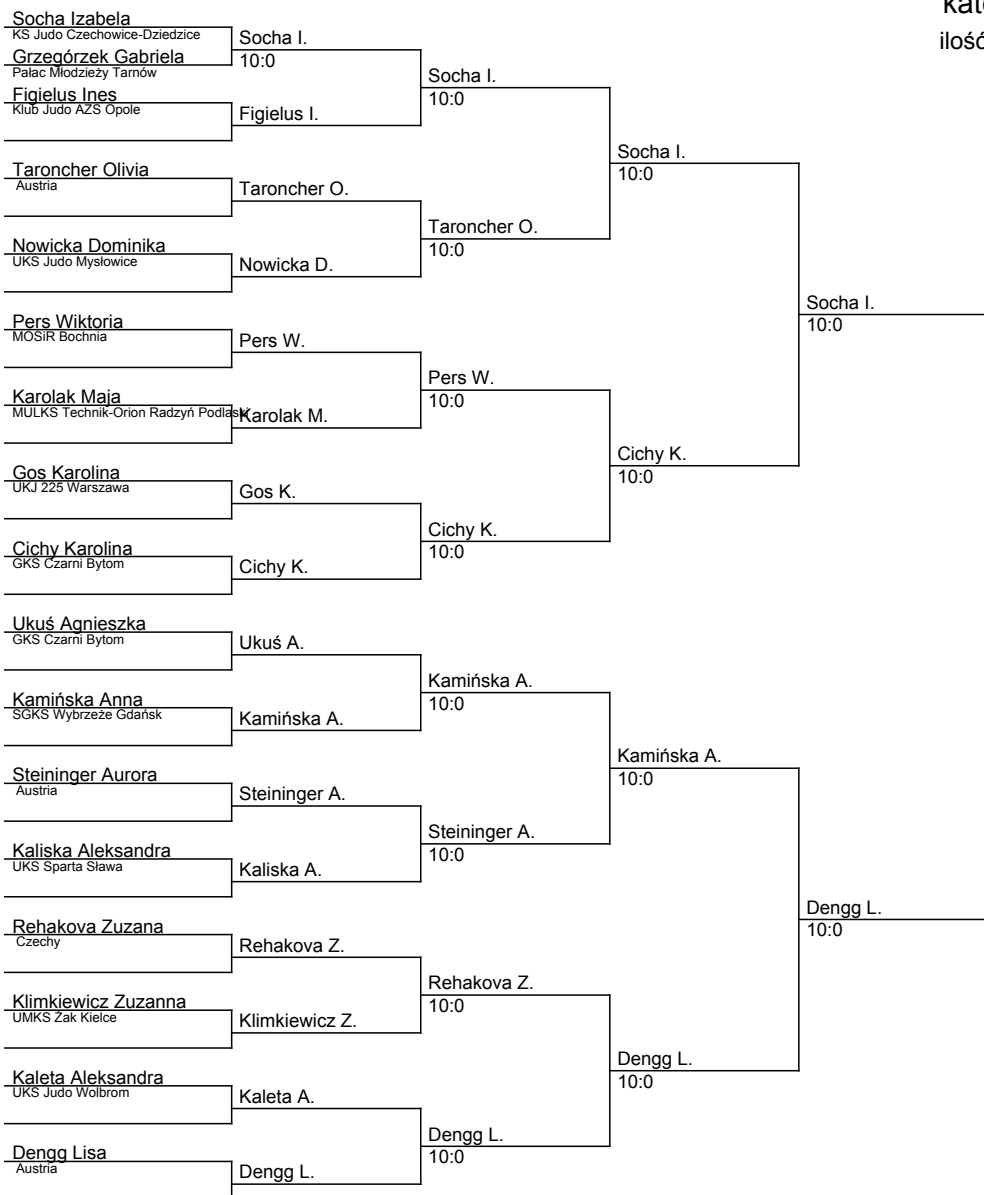 kate
ilość
Socha Izabela
KS Judo Czechowice-Dziedzice
Grzegórzek Gabriela
Pałac Młodzieży Tarnów
Figielus Ines
Klub Judo AZS Opole
Taroncher Olivia
Austria
Nowicka Dominika
UKS Judo Mysłowice
Pers Wiktoria
MOSiR Bochnia
Karolak Maja
MULKS Technik-Orion Radzyń Podlaski
Gos Karolina
UKJ 225 Warszawa
Cichy Karolina
GKS Czarni Bytom
Ukuś Agnieszka
GKS Czarni Bytom
Kamińska Anna
SGKS Wybrzeże Gdańsk
Steininger Aurora
Austria
Kaliska Aleksandra
UKS Sparta Sława
Rehakova Zuzana
Czechy
Klimkiewicz Zuzanna
UMKS Żak Kielce
Kaleta Aleksandra
UKS Judo Wolbrom
Dengg Lisa
Austria
Socha I.
10:0
Figielus I.
Taroncher O.
Nowicka D.
Pers W.
Karolak M.
Gos K.
Cichy K.
Ukuś A.
Kamińska A.
Steininger A.
Kaliska A.
Rehakova Z.
Klimkiewicz Z.
Kaleta A.
Dengg L.
Socha I.
10:0
Taroncher O.
10:0
Pers W.
10:0
Cichy K.
10:0
Kamińska A.
10:0
Steininger A.
10:0
Rehakova Z.
10:0
Dengg L.
10:0
Socha I.
10:0
Cichy K.
10:0
Kamińska A.
10:0
Dengg L.
10:0
Socha I.
10:0
Dengg L.
10:0